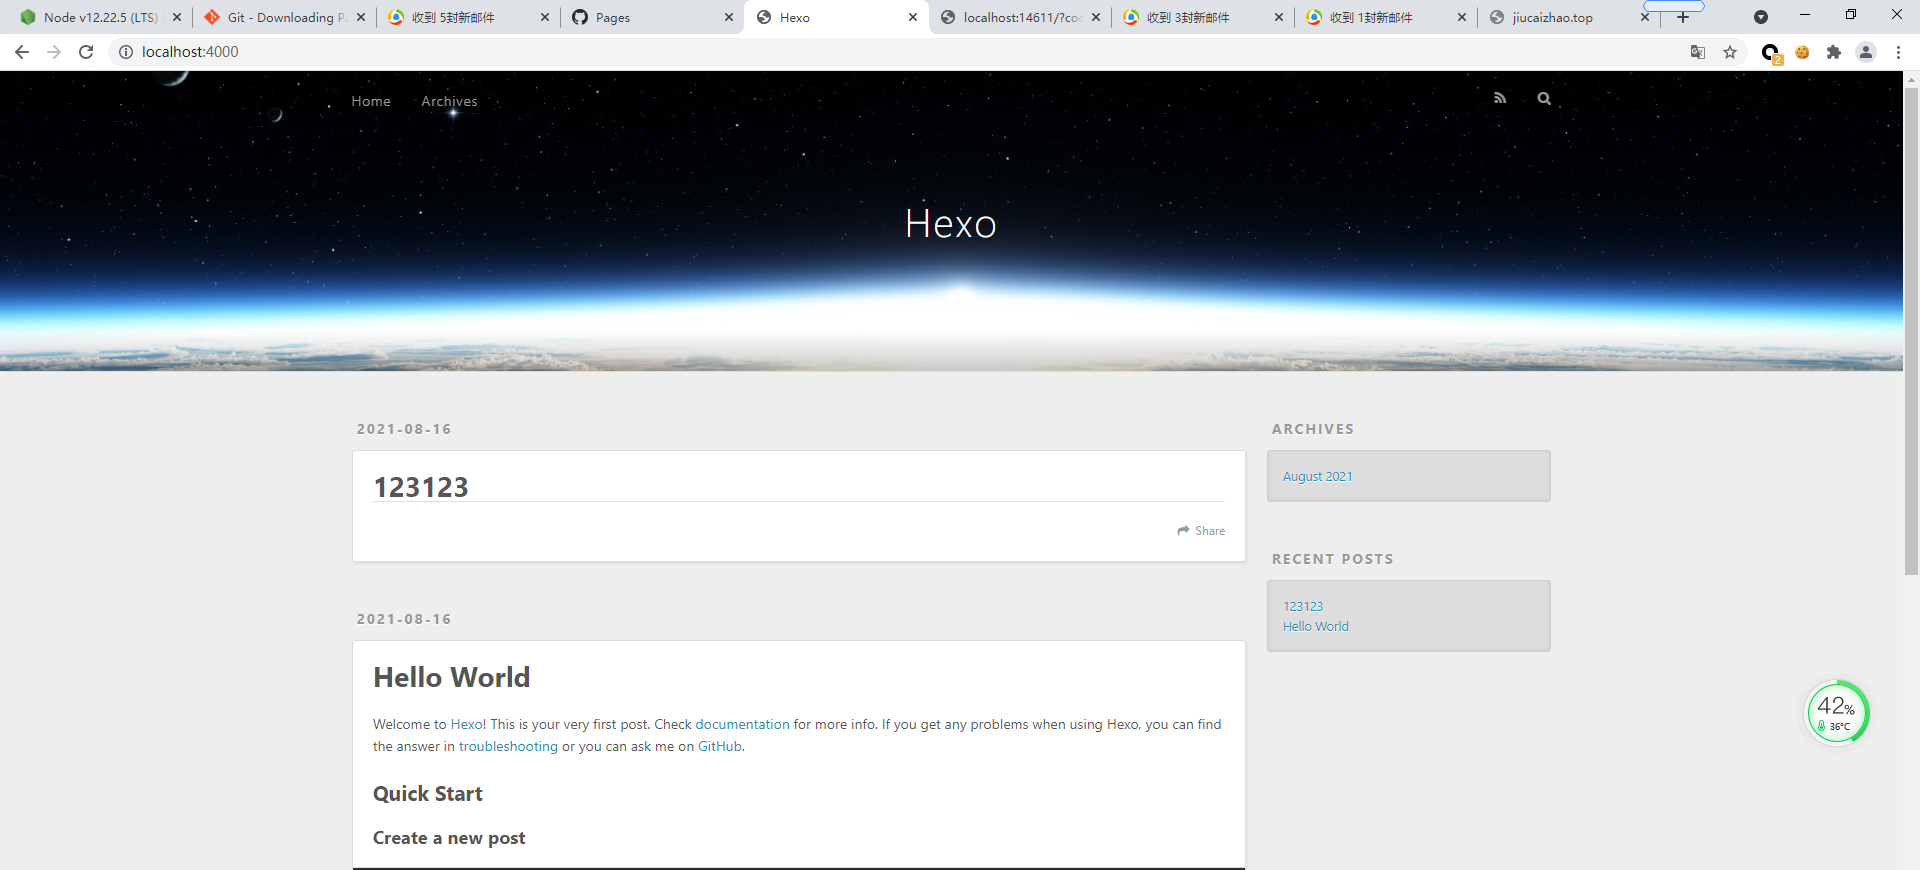 Node v12.22.5 (LTS)
Git - Downloading P
收到 5封新邮件
Pages
Hexo
localhost:14611/?co
收到 3封新邮件
收到 1封新邮件
jiucaizhao.top
localhost:4000
2
Home
Archives
Hexo
2021-08-16
123123
Share
2021-08-16
Hello World
Welcome to Hexo! This is your very first post. Check documentation for more info. If you get any problems when using Hexo, you can find
the answer in troubleshooting or you can ask me on GitHub.
Quick Start
Create a new post
ARCHIVES
August 2021
RECENT POSTS
123123
Hello World
42%
36°C